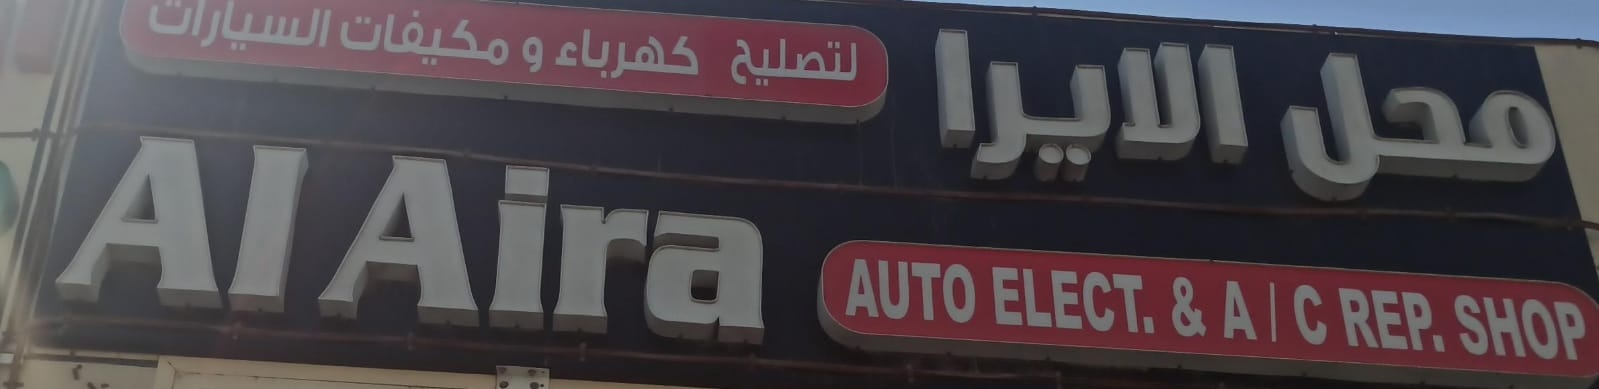 محل الايرا
لتصليح كهرباء و مكيفات السيارات
Al Aira
AUTO ELECT. & A / C REP. SHOP